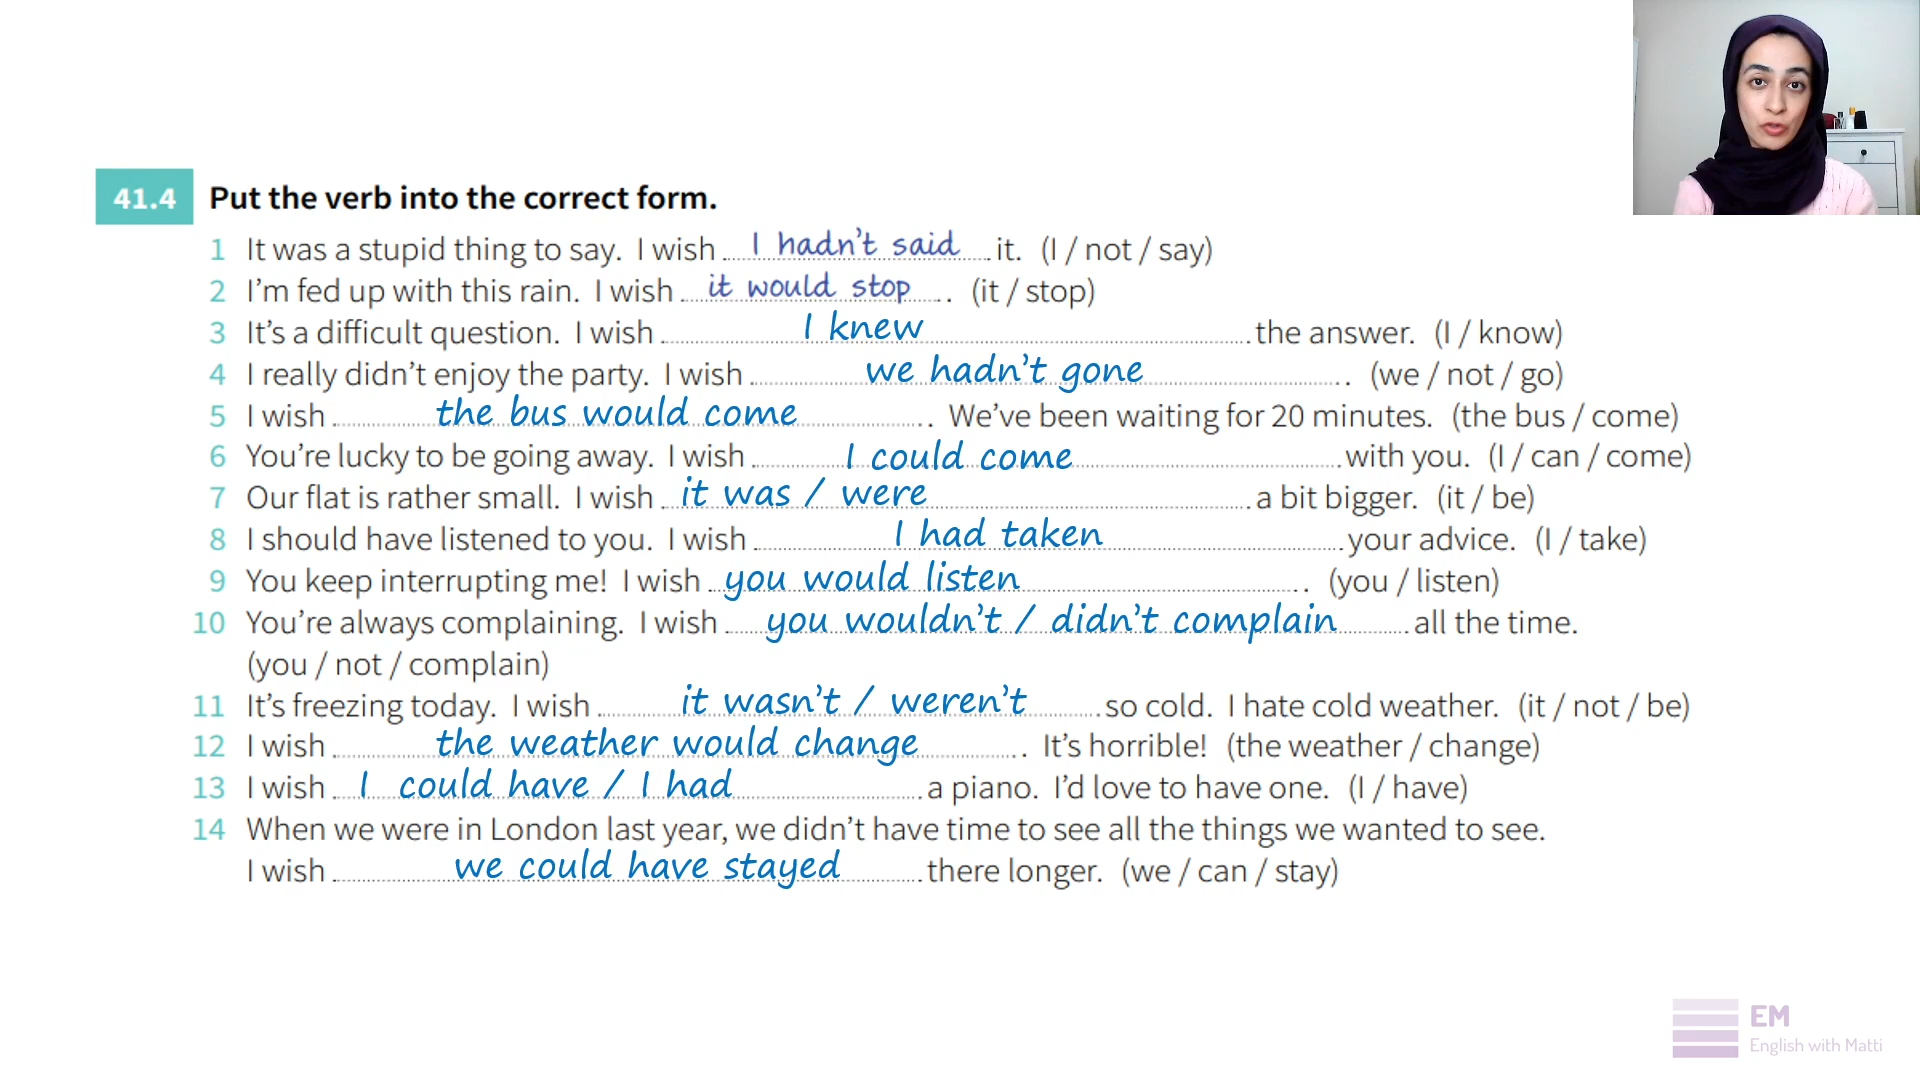 41.4 Put the verb into the correct form.
1 It was a stupid thing to say. I wish I hadn't said it. (I / not / say)
2 I'm fed up with this rain. I wish it would stop. (it / stop)
3 It's a difficult question. I wish I knew the answer. (I / know)
4 I really didn't enjoy the party. I wish we hadn't gone. (we / not / go)
5 I wish the bus would come. We've been waiting for 20 minutes. (the bus / come)
6 You're lucky to be going away. I wish I could come with you. (I / can / come)
7 Our flat is rather small. I wish it was / were a bit bigger. (it / be)
8 I should have listened to you. I wish I had taken your advice. (I / take)
9 You keep interrupting me! I wish you would listen. (you / listen)
10 You're always complaining. I wish you wouldn't / didn't complain all the time.
(you / not / complain)
11 It's freezing today. I wish it wasn't / weren't so cold. I hate cold weather. (it / not / be)
12 I wish the weather would change. It's horrible! (the weather / change)
13 I wish I could have / I had a piano. I'd love to have one. (I / have)
14 When we were in London last year, we didn't have time to see all the things we wanted to see.
I wish we could have stayed there longer. (we / can / stay)
EM
English with Matti